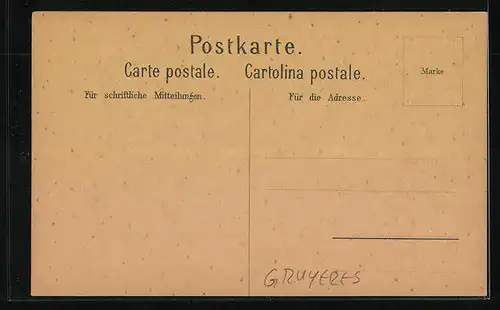 Postkarte.
Carte postale. Cartolina postale.
Für schriftliche Mitteilungen.
Für die Adresse.
Marke
GRUYERES